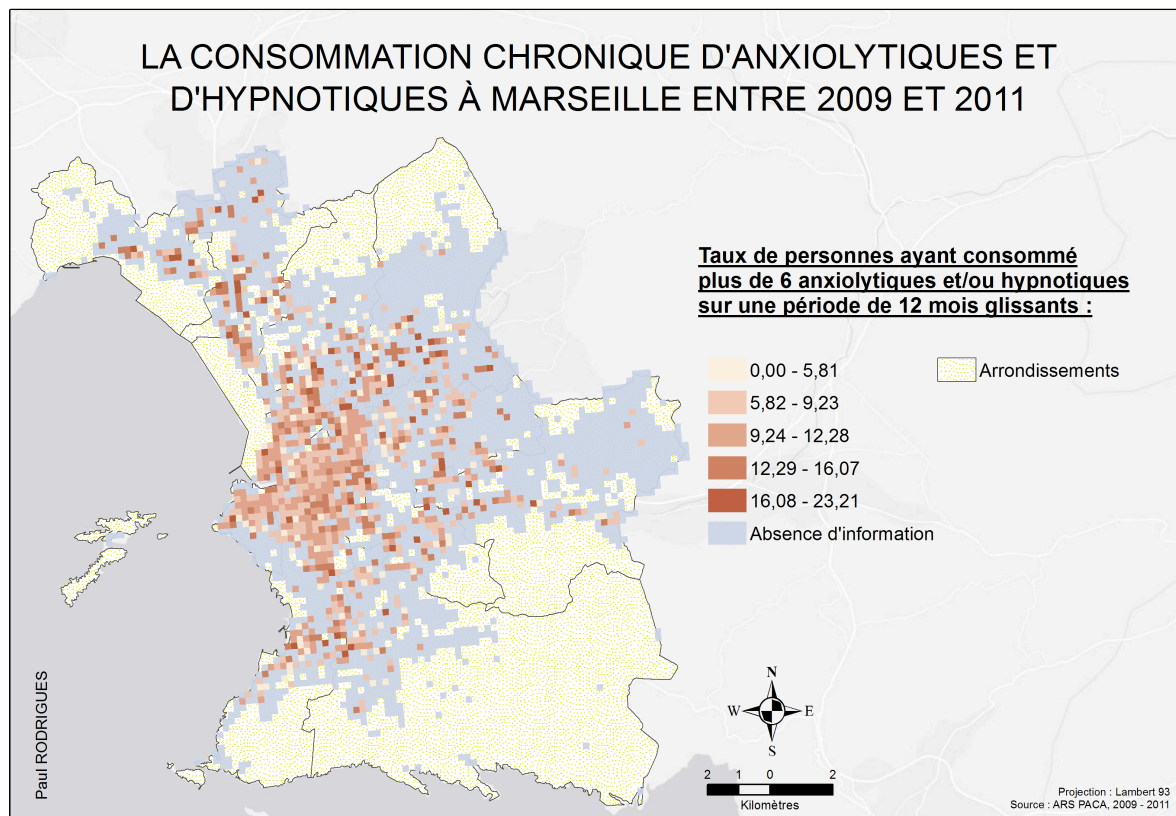 LA CONSOMMATION CHRONIQUE D'ANXIOLYTIQUES ET
D'HYPNOTIQUES À MARSEILLE ENTRE 2009 ET 2011
Taux de personnes ayant consommé
plus de 6 anxiolytiques et/ou hypnotiques
sur une période de 12 mois glissants :
0,00 - 5,81
5,82 - 9,23
9,24 - 12,28
12,29 - 16,07
16,08 - 23,21
Absence d'information
Arrondissements
N
W
E
S
2 1 0 2
Kilomètres
Projection : Lambert 93
Source : ARS PACA, 2009 - 2011
Paul RODRIGUES